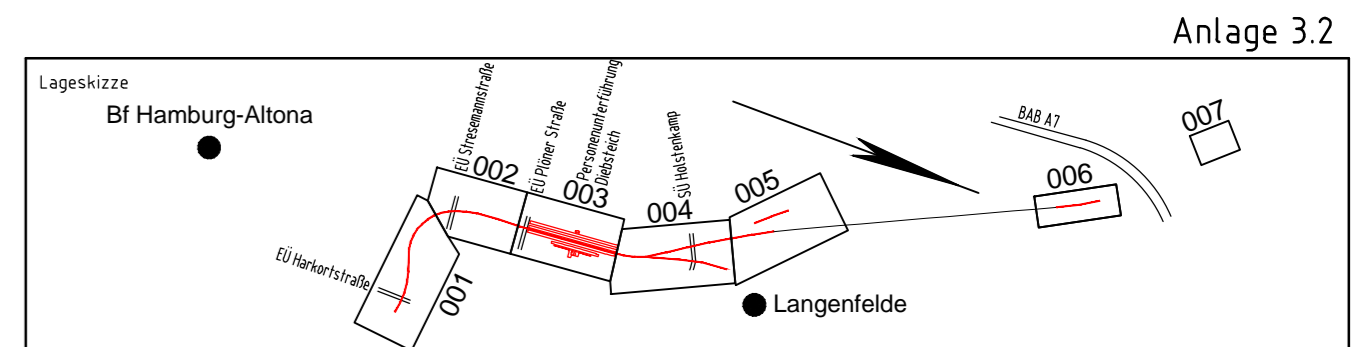 Anlage 3.2
Lageskizze
Bf Hamburg-Altona
EÜ Stresemannstraße
EÜ Plöner Straße
Personenunterführung
Diebsteich
SÜ Holstenkamp
BAB A7
007
002
003
004
005
006
EÜ Harkortstraße
001
Langenfelde